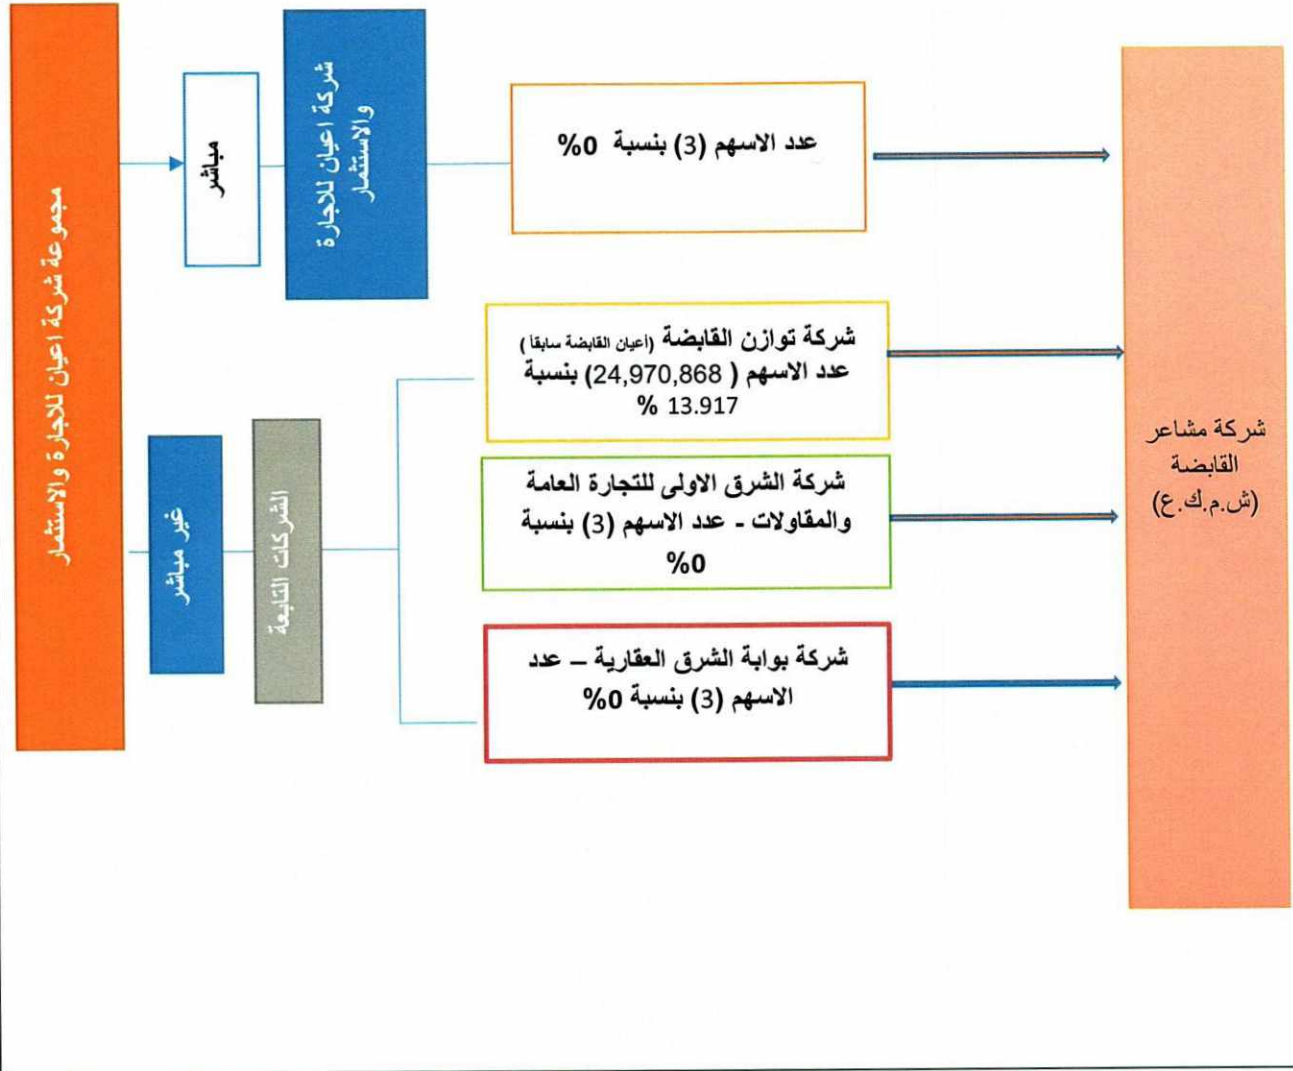 مجموعة شركة اعيان للاجارة والاستثمار
مباشر
شركة اعيان للاجارة
والاستثمار
عدد الاسهم (3) بنسبة 0%
غير مباشر
الشركات التابعة
شركة توازن القابضة (أعيان القابضة سابقا )
عدد الاسهم ( 24,970,868) بنسبة
13.917 %
شركة الشرق الاولى للتجارة العامة
والمقاولات - عدد الاسهم (3) بنسبة
0%
شركة بوابة الشرق العقارية – عدد
الاسهم (3) بنسبة 0%
شركة مشاعر
القابضة
(ش.م.ك.ع)